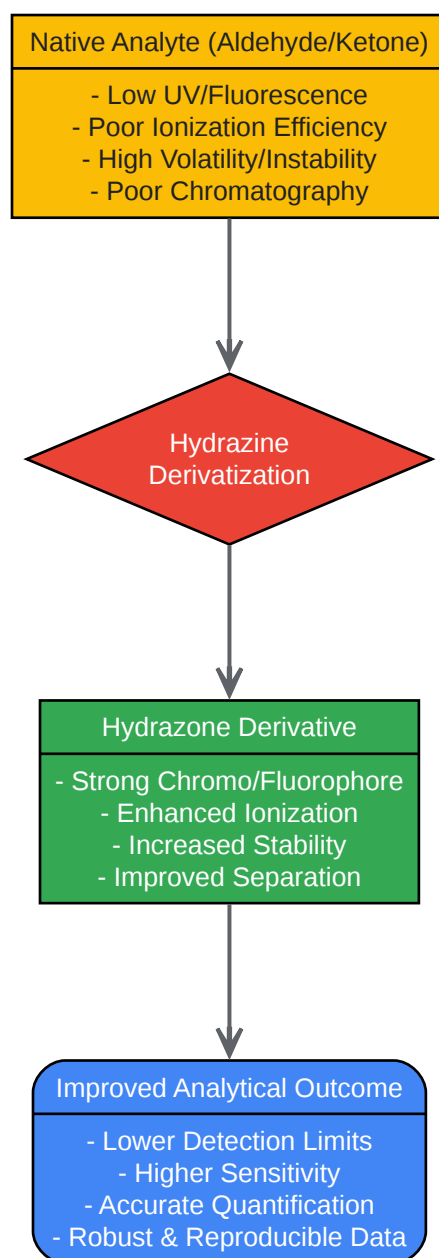 Native Analyte (Aldehyde/Ketone)
- Low UV/Fluorescence
- Poor Ionization Efficiency
- High Volatility/Instability
- Poor Chromatography
Hydrazine
Derivatization
Hydrazone Derivative
- Strong Chromo/Fluorophore
- Enhanced Ionization
- Increased Stability
- Improved Separation
Improved Analytical Outcome
- Lower Detection Limits
- Higher Sensitivity
- Accurate Quantification
- Robust & Reproducible Data